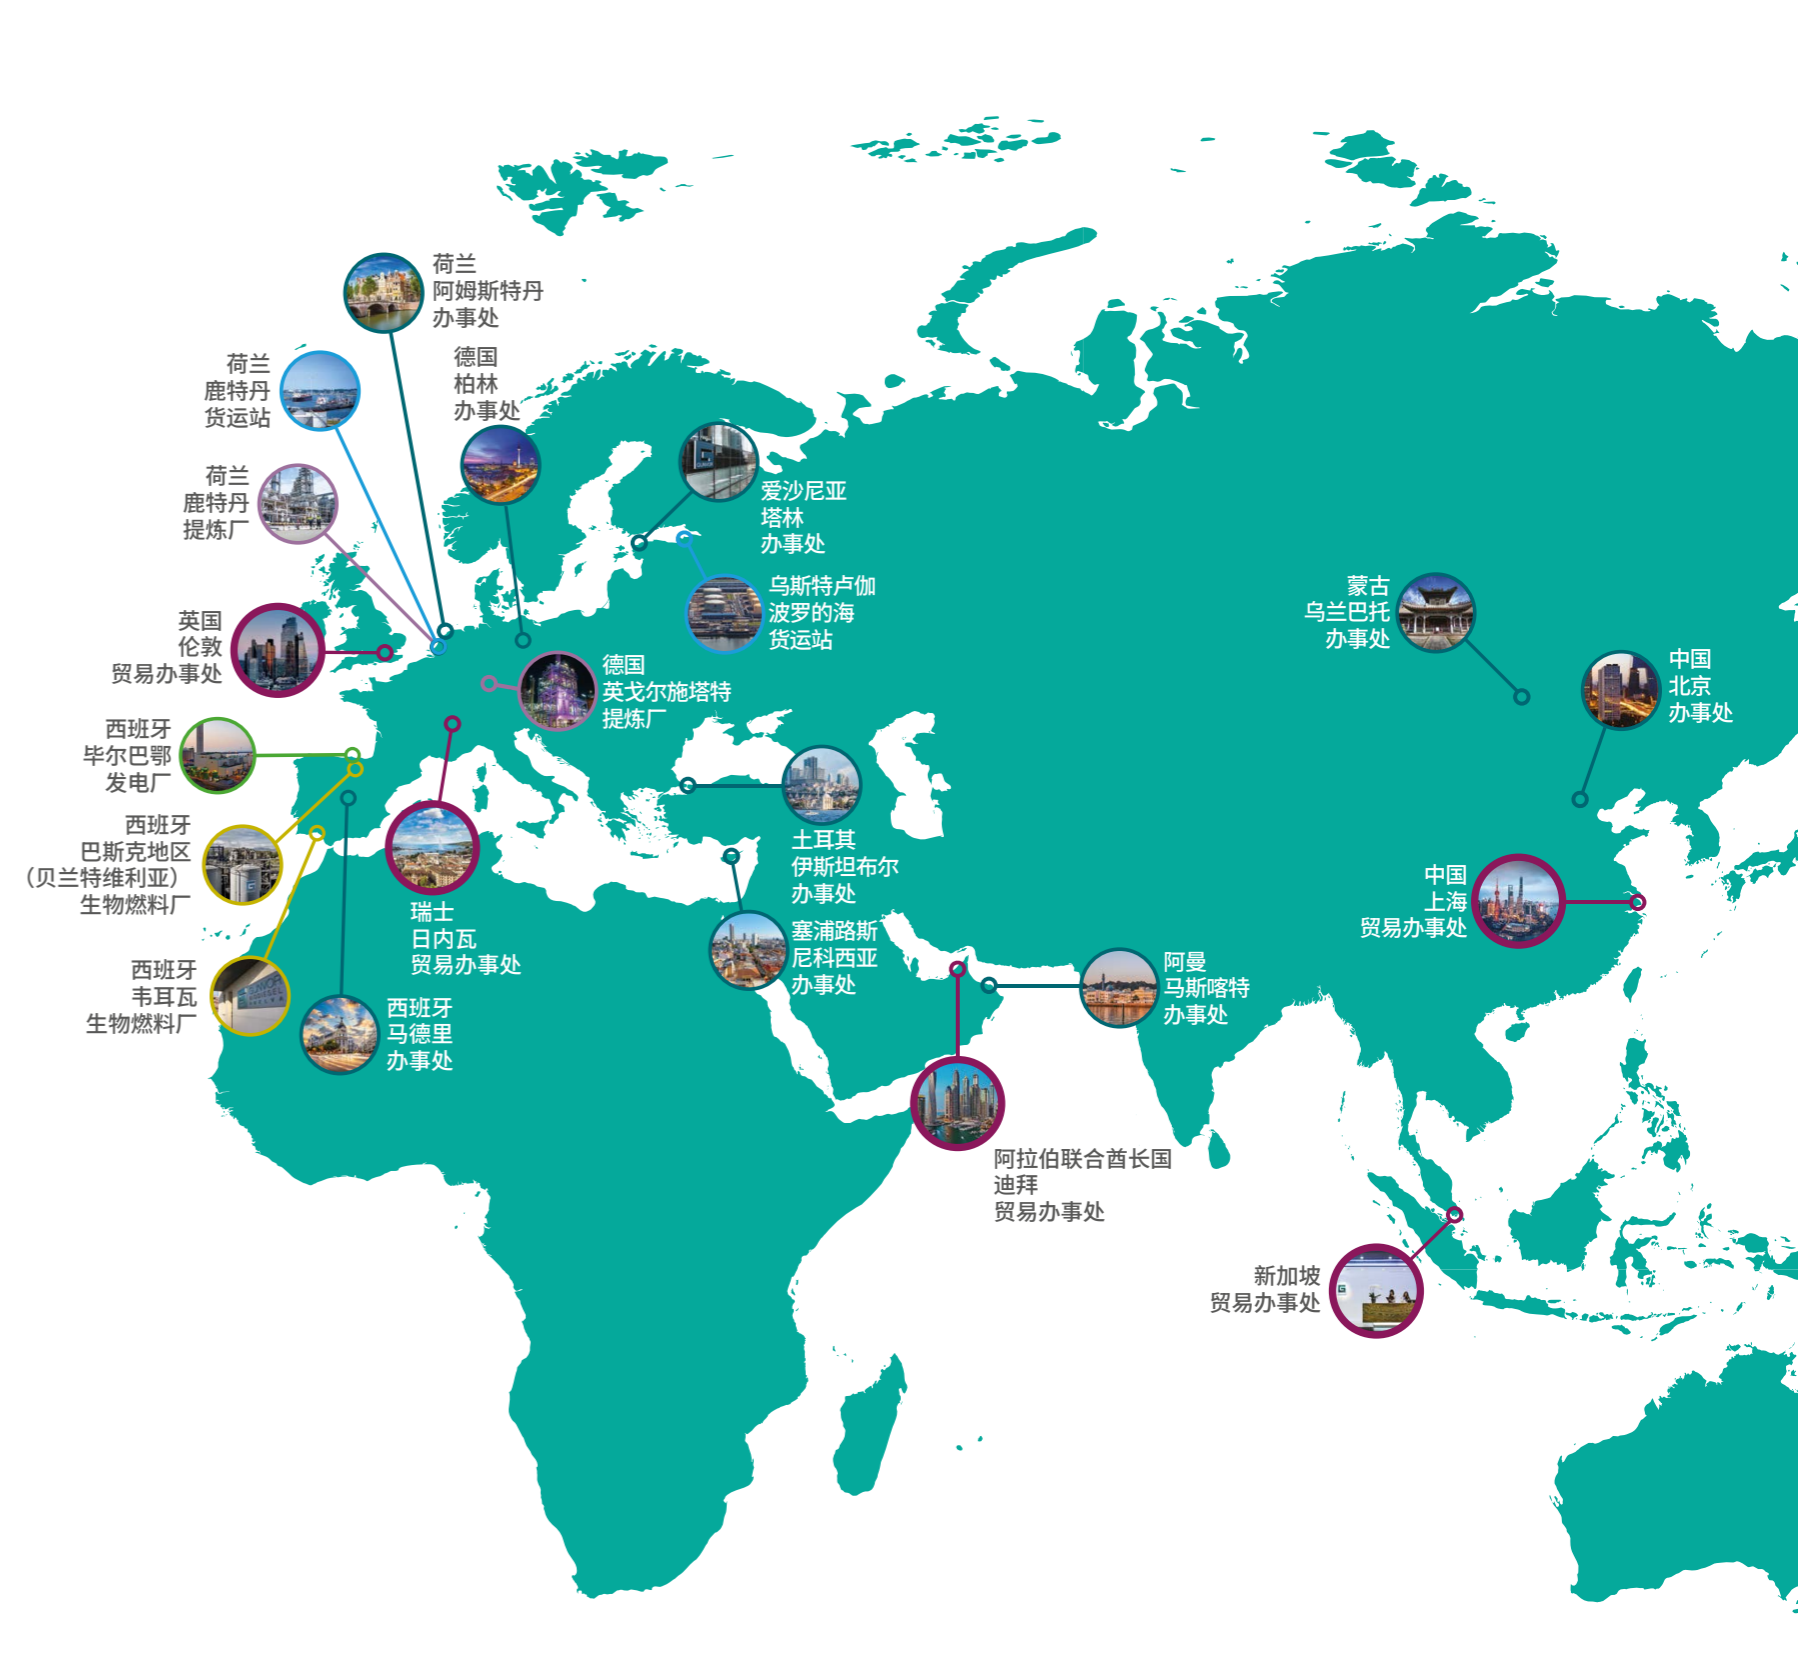 荷兰
阿姆斯特丹
办事处
荷兰
鹿特丹
货运站
德国
柏林
办事处
荷兰
鹿特丹
提炼厂
爱沙尼亚
塔林
办事处
乌斯特卢伽
波罗的海
货运站
英国
伦敦
贸易办事处
德国
英戈尔施塔特
提炼厂
蒙古
乌兰巴托
办事处
中国
北京
办事处
西班牙
毕尔巴鄂
发电厂
西班牙
巴斯克地区
（贝兰特维利亚）
生物燃料厂
土耳其
伊斯坦布尔
办事处
中国
上海
贸易办事处
瑞士
日内瓦
贸易办事处
塞浦路斯
尼科西亚
办事处
阿曼
马斯喀特
办事处
西班牙
韦耳瓦
生物燃料厂
西班牙
马德里
办事处
阿拉伯联合酋长国
迪拜
贸易办事处
新加坡
贸易办事处